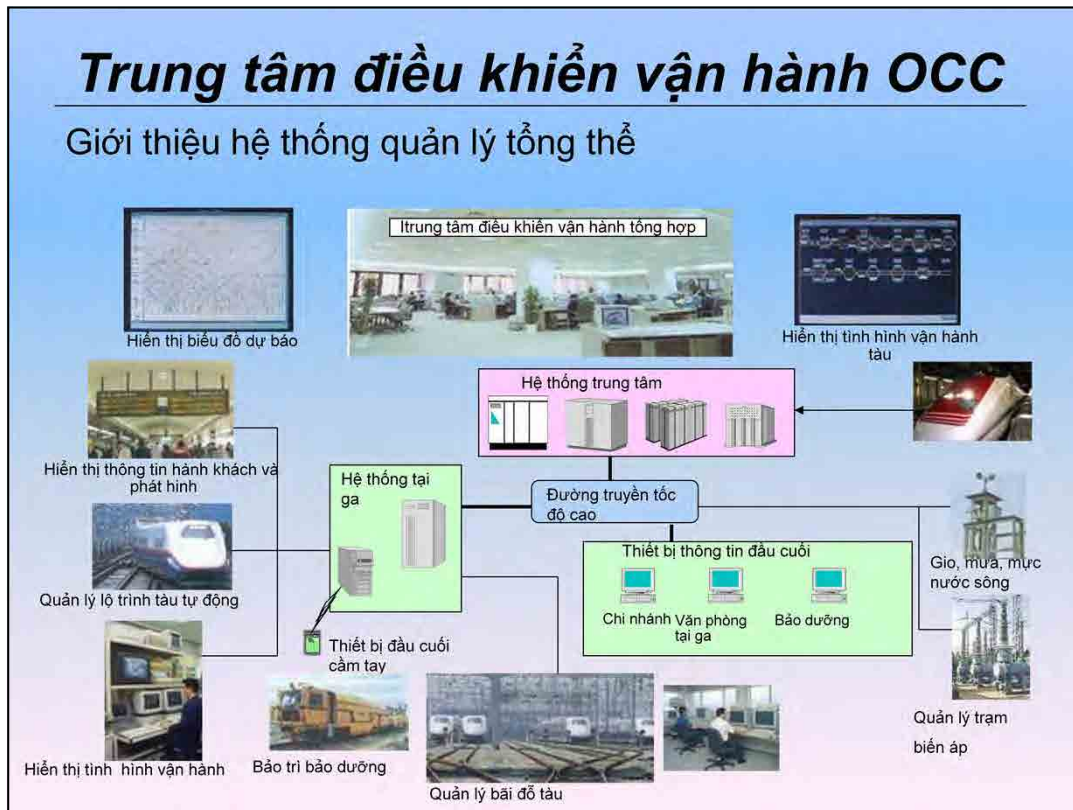 Trung tâm điều khiển vận hành OCC
Giới thiệu hệ thống quản lý tổng thể
Itrung tâm điều khiển vận hành tổng hợp
Hiển thị biểu đồ dự báo
Hiển thị tình hình vận hành
tàu
Hệ thống trung tâm
Hiển thị thông tin hành khách và
phát hình
Hệ thống tại
ga
Đường truyền tốc
độ cao
Thiết bị thông tin đầu cuối
Gio, mưa, mực
nước sông
Quản lý lộ trình tàu tự động
Chi nhánh
Văn phòng
tại ga
Bảo dưỡng
Thiết bị đầu cuối
cầm tay
Quản lý trạm
biến áp
Hiển thị tình hình vận hành
Bảo trì bảo dưỡng
Quản lý bãi đỗ tàu